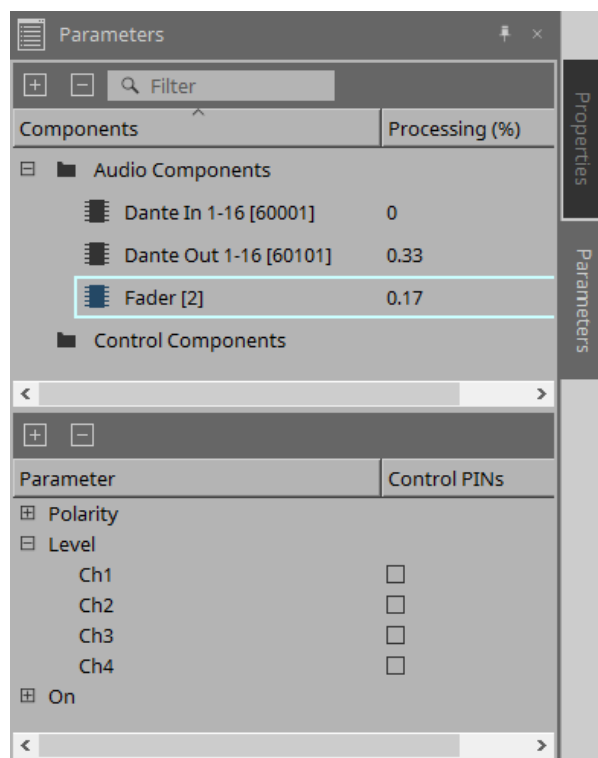 Parameters
Filter
Components Processing (%)
Audio Components
Dante In 1-16 [60001] 0
Dante Out 1-16 [60101] 0.33
Fader [2] 0.17
Control Components
Parameter Control PINs
Polarity
Level
Ch1
Ch2
Ch3
Ch4
On
Properties
Parameters